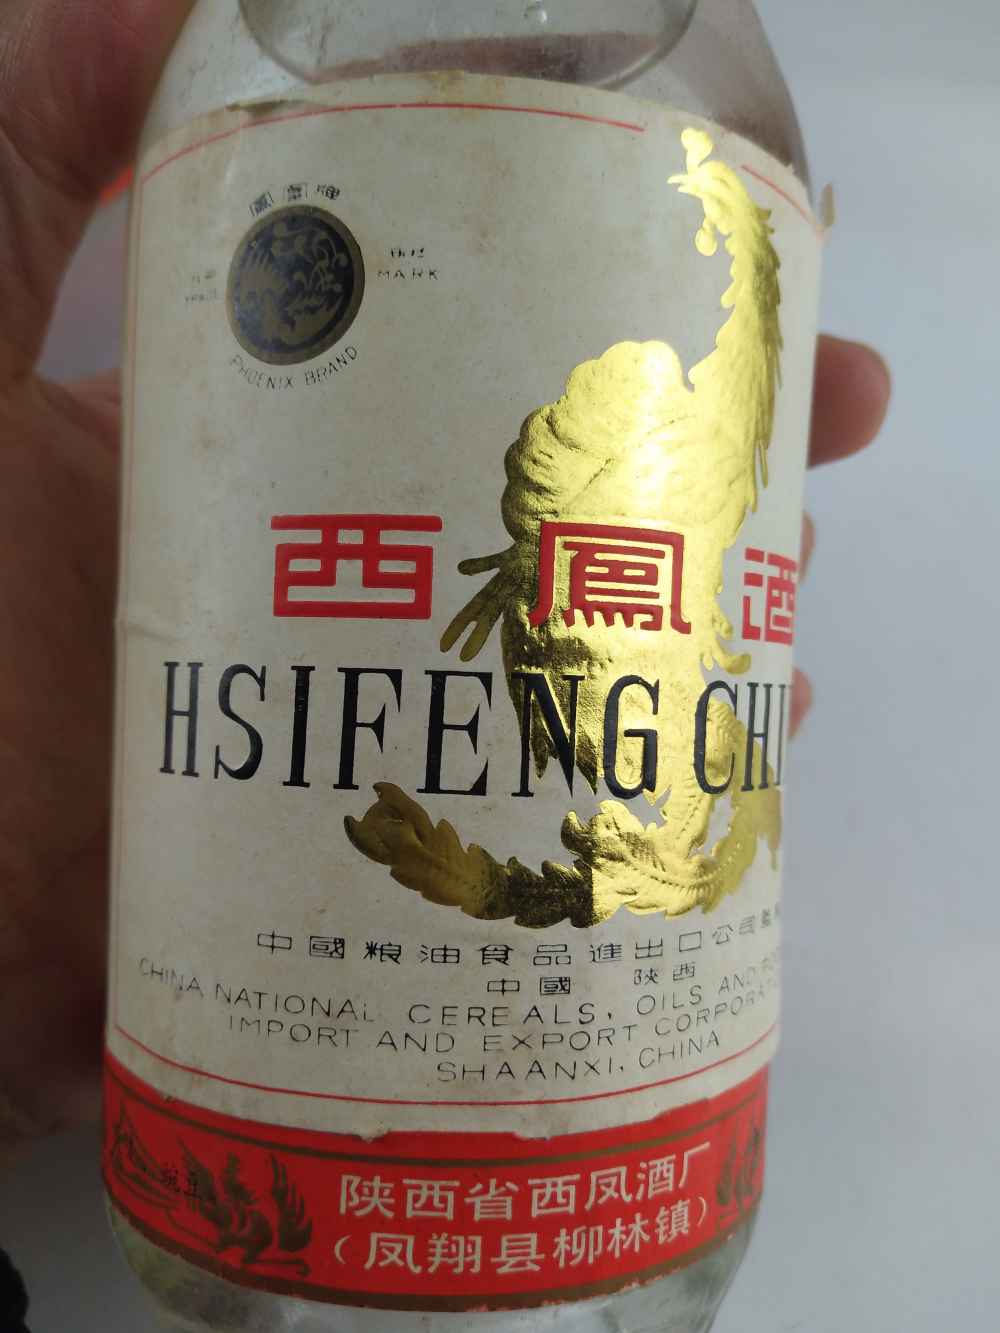 鳳凰牌
MARK
PHOENIX BRAND
西鳳酒
HSIFENG
中國粮油食品進出口公司
中國 陝西
CHINA NATIONAL CEREALS, OILS AND
IMPORT AND EXPORT
SHAANXI, CHINA
陕西省西凤酒厂
(凤翔县柳林镇)